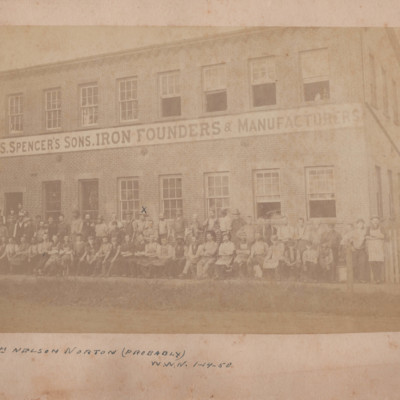 S. SPENCER'S SONS. IRON FOUNDERS & MANUFACTURERS.
NELSON NORTON (PROBABLY)